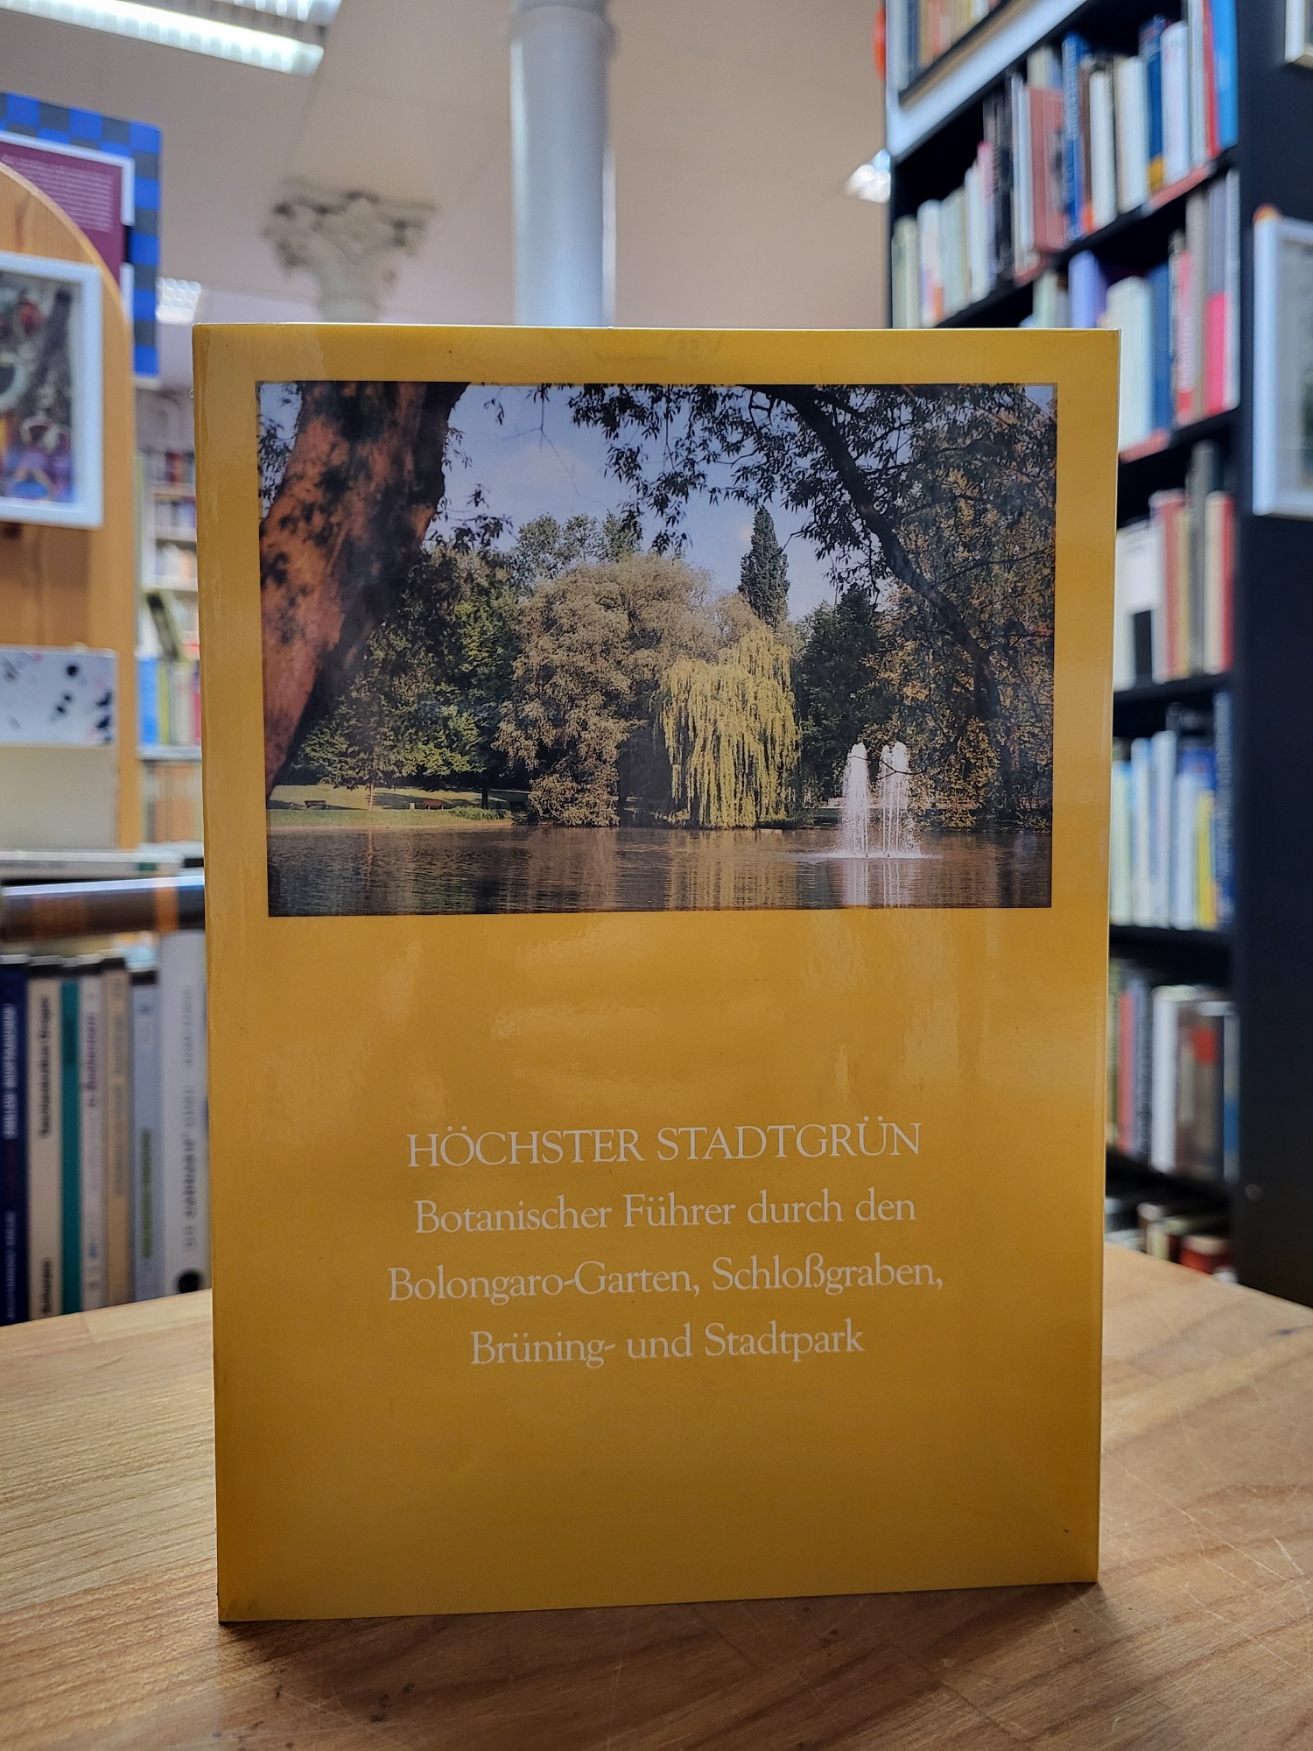 HÖCHSTER STADTGRÜN
Botanischer Führer durch den
Bolongaro-Garten, Schloßgraben,
Brüning- und Stadtpark